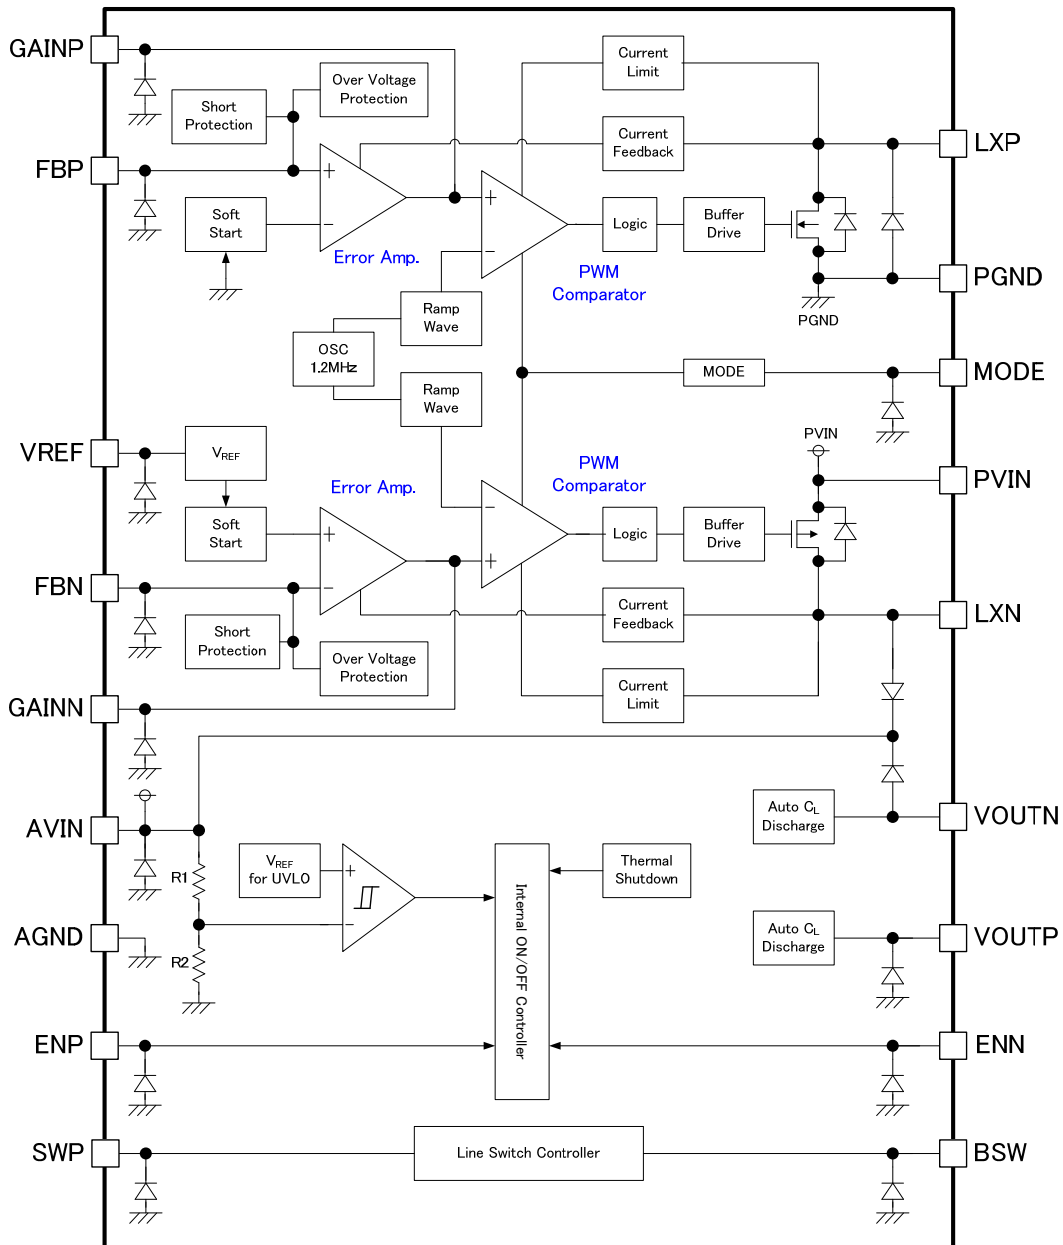 GAINP
Current
Limit
Over Voltage
Protection
Short
Protection
Current
Feedback
LXP
FBP
+
+
Soft
Start
−
Logic
Buffer
Drive
−
Error Amp.
PWM
Comparator
PGND
Ramp
Wave
PGND
OSC
1.2MHz
MODE
MODE
Ramp
Wave
PVIN
VREF
VREF
PWM
Comparator
PVIN
Error Amp.
−
Soft
Start
+
Logic
Buffer
Drive
+
FBN
−
Current
Feedback
LXN
Short
Protection
Over Voltage
Protection
Current
Limit
GAINN
Auto CL
Discharge
VOUTN
AVIN
VREF
for UVLO
+
Thermal
Shutdown
R1
Internal ON/OFF Controller
−
AGND
Auto CL
Discharge
VOUTP
R2
ENP
ENN
SWP
Line Switch Controller
BSW